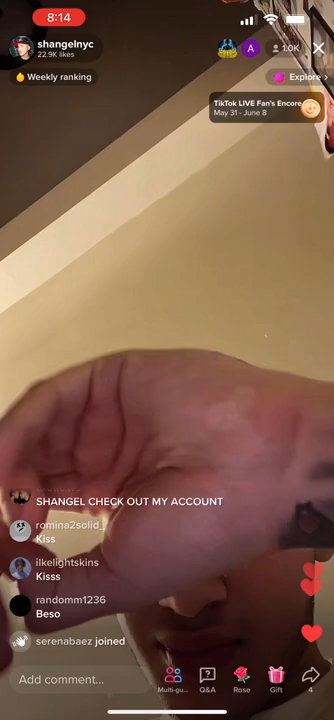 8:14
shangelnyc
22.9K likes
A
1.0K
Weekly ranking
Explore
TikTok LIVE Fan's Encore
May 31 - June 8
SHANGEL CHECK OUT MY ACCOUNT
romina2solid_
Kiss
ilkelightskins
Kisss
randomm1236
Beso
serenabaez joined
Add comment...
Multi-gu...
Q&A
Rose
Gift
4